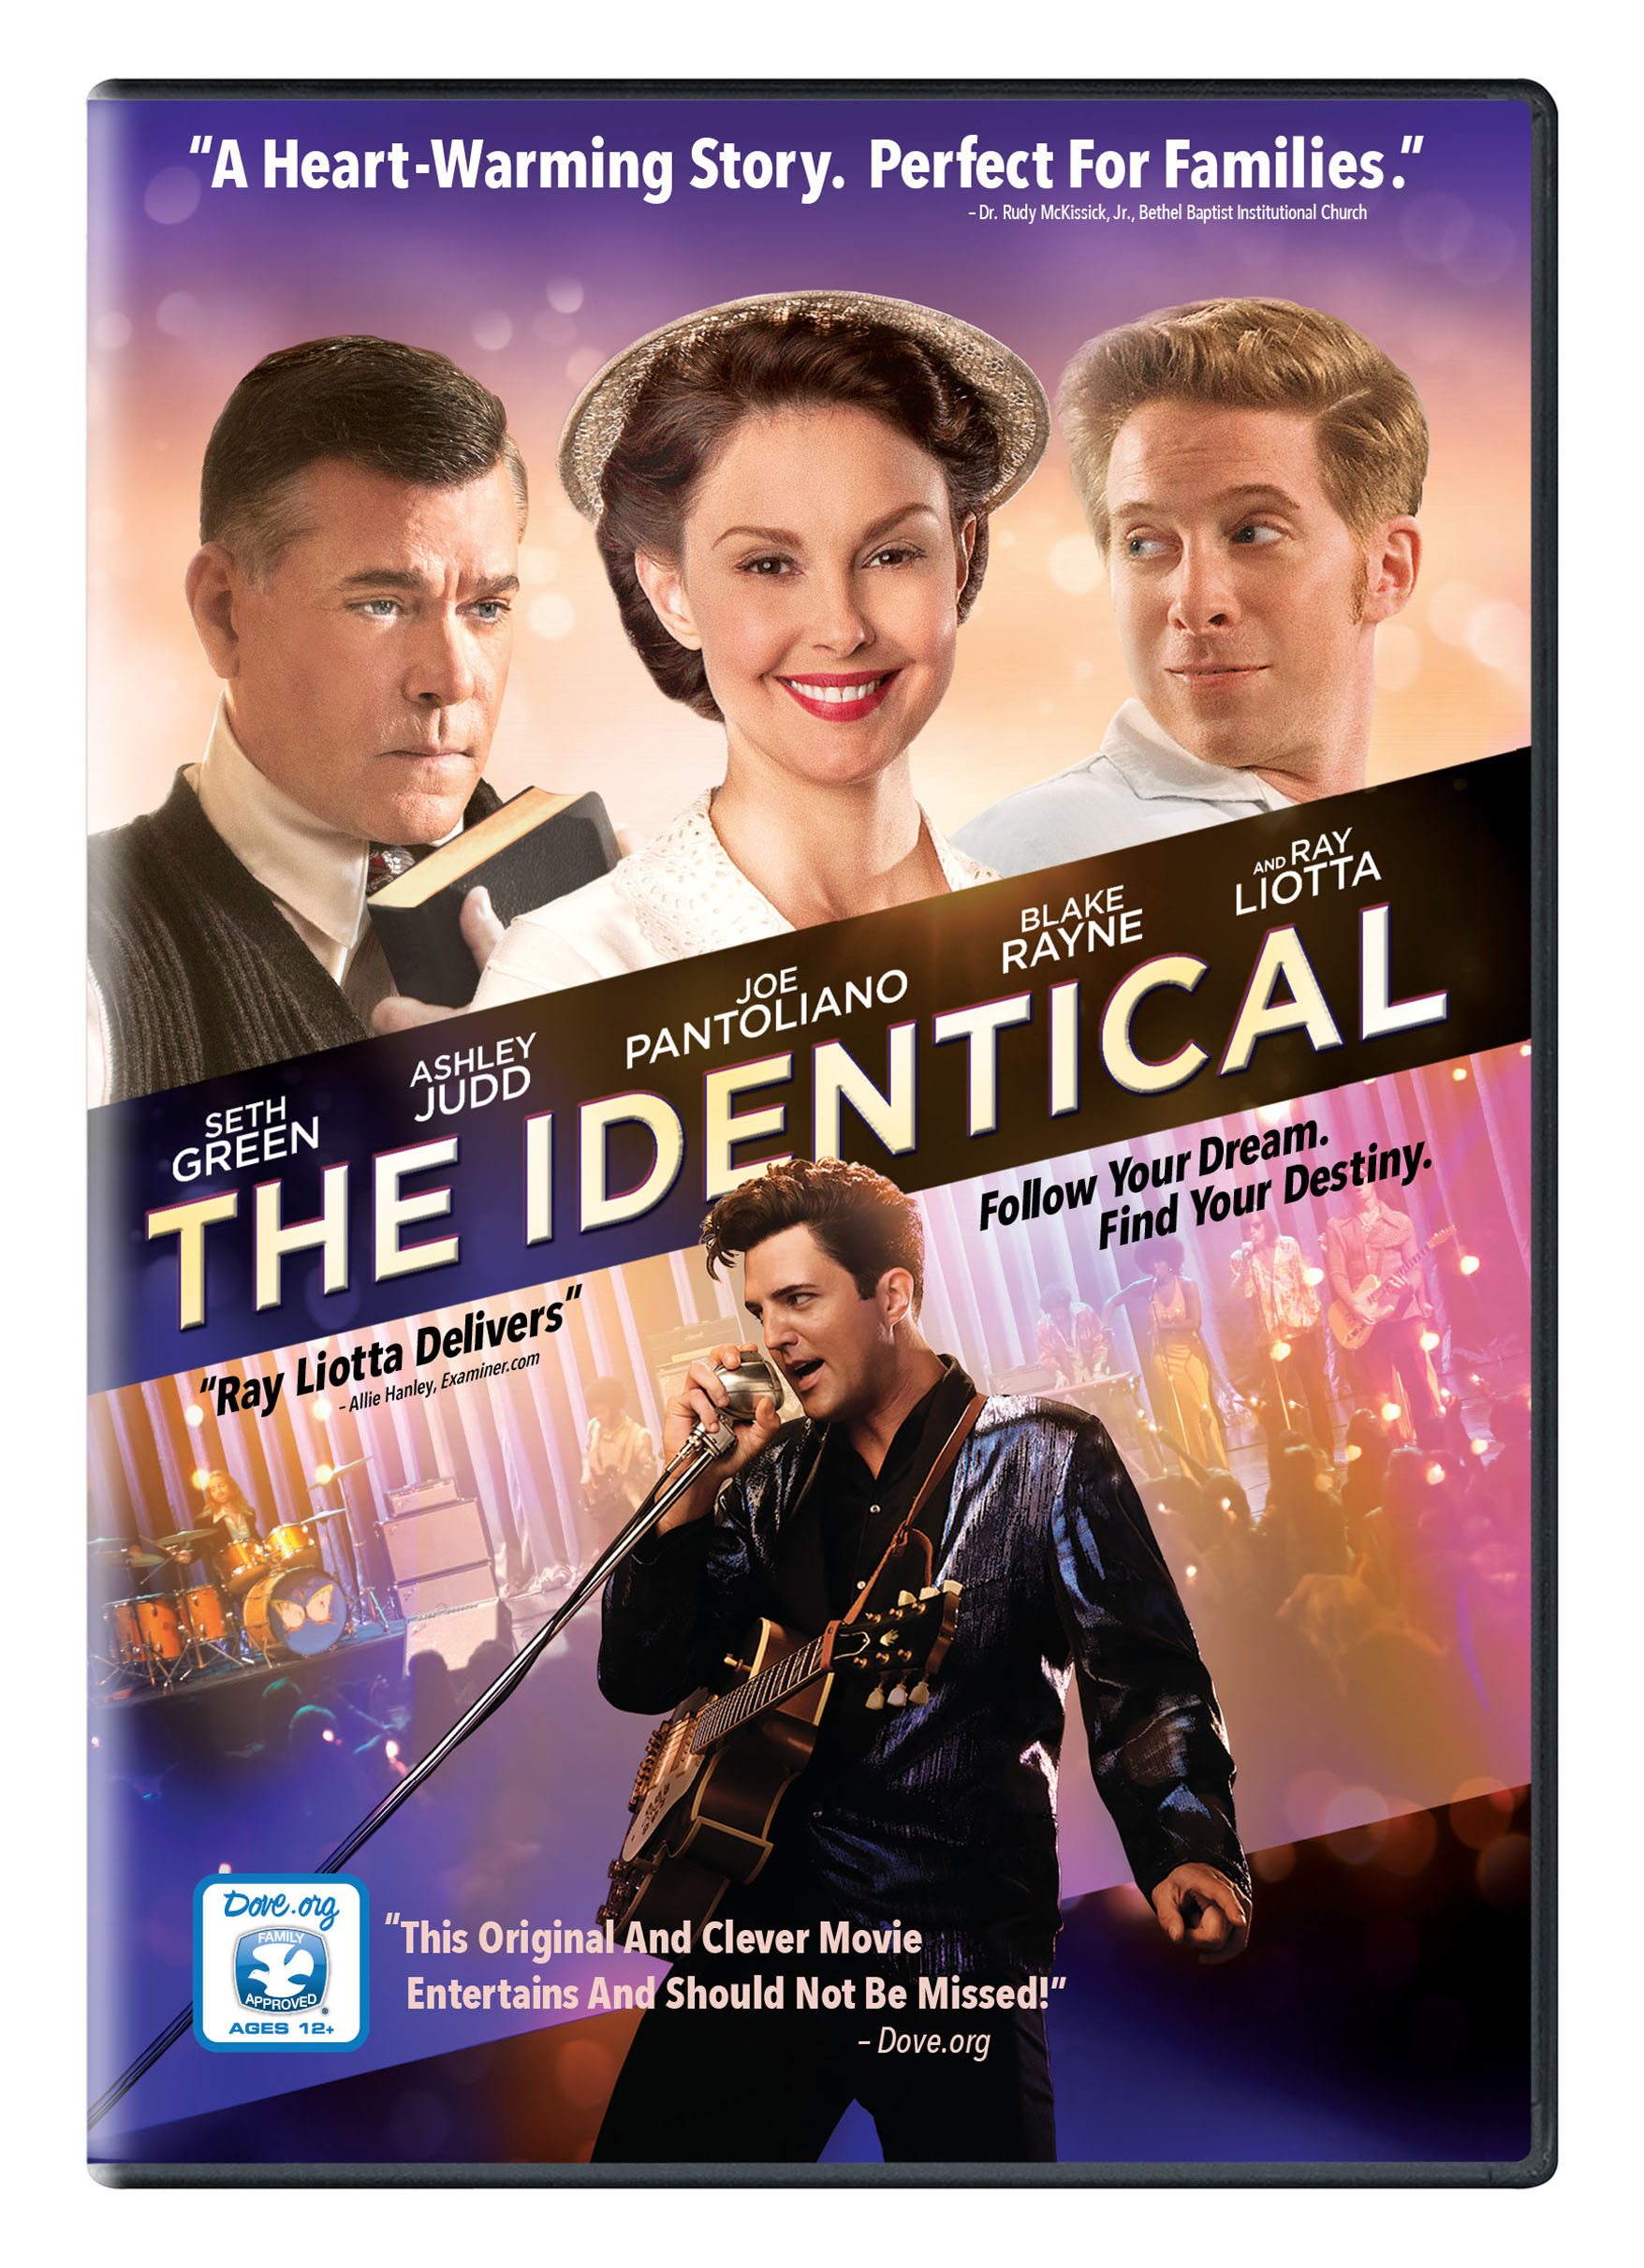 “A Heart-Warming Story. Perfect For Families.”
– Dr. Rudy McKissick, Jr., Bethel Baptist Institutional Church
SETH
GREEN
ASHLEY
JUDD
JOE
PANTOLIANO
BLAKE
RAYNE
AND RAY
LIOTTA
THE IDENTICAL
Follow Your Dream.
Find Your Destiny.
“Ray Liotta Delivers”
– Allie Hanley, Examiner.com
Dove.org
FAMILY
APPROVED
®
AGES 12+
“This Original And Clever Movie
Entertains And Should Not Be Missed!”
– Dove.org